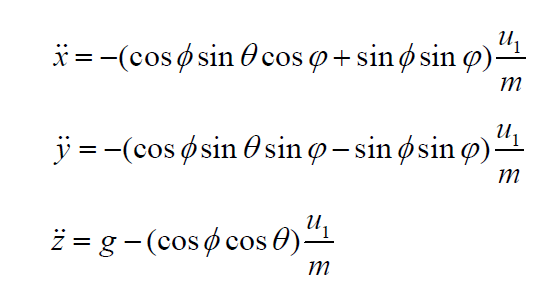 ẍ = −(cos ϕ sin θ cos φ + sin ϕ sin φ) u₁/m
ÿ = −(cos ϕ sin θ sin φ − sin ϕ sin φ) u₁/m
z̈ = g − (cos ϕ cos θ) u₁/m